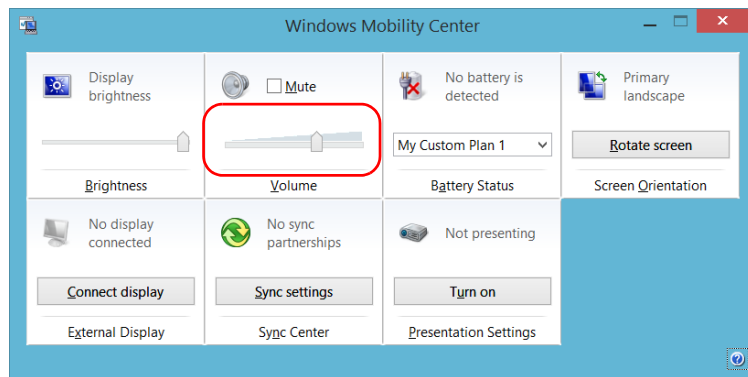 Windows Mobility Center
Display
brightness
Brightness
Mute
Volume
No battery is
detected
My Custom Plan 1
Battery Status
Primary
landscape
Rotate screen
Screen Orientation
No display
connected
Connect display
External Display
No sync
partnerships
Sync settings
Sync Center
Not presenting
Turn on
Presentation Settings